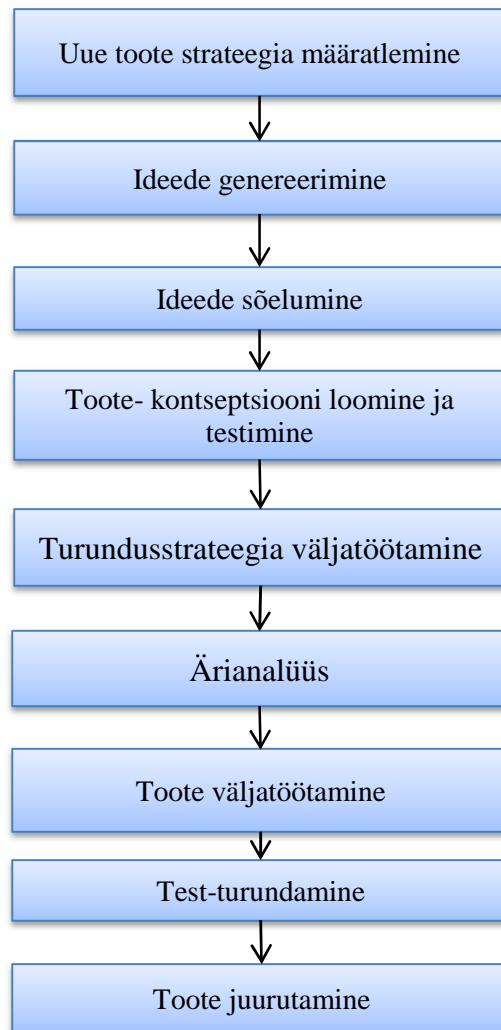 Uue toote strateegia määratlemine
Ideede genereerimine
Ideede sõelumine
Toote- kontseptsiooni loomine ja
testimine
Turundusstrateegia väljatöötamine
Ärianalüüs
Toote väljatöötamine
Test-turundamine
Toote juurutamine